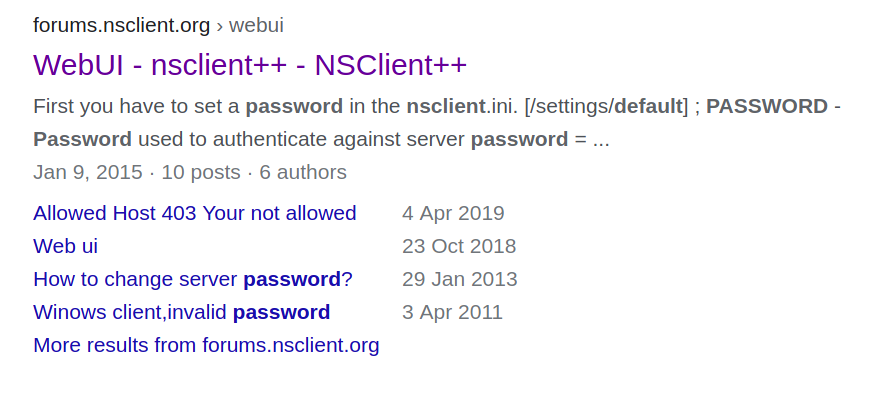 forums.nsclient.org › webui
WebUI - nsclient++ - NSClient++
First you have to set a password in the nsclient.ini. [/settings/default] ; PASSWORD -
Password used to authenticate against server password = ...
Jan 9, 2015 · 10 posts · 6 authors
Allowed Host 403 Your not allowed 4 Apr 2019
Web ui 23 Oct 2018
How to change server password? 29 Jan 2013
Winows client,invalid password 3 Apr 2011
More results from forums.nsclient.org